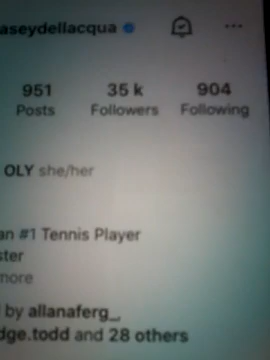 aseydellacqua
951 35 k 904
Posts Followers Following
OLY she/her
an #1 Tennis Player
ster
more
by allanaferg_.
dge.todd and 28 others